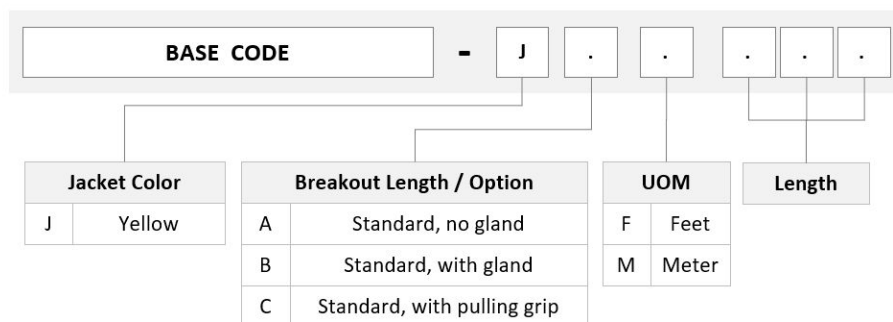 BASE CODE - J . . . . .
Jacket Color Breakout Length / Option UOM Length
J Yellow A Standard, no gland F Feet
B Standard, with gland M Meter
C Standard, with pulling grip